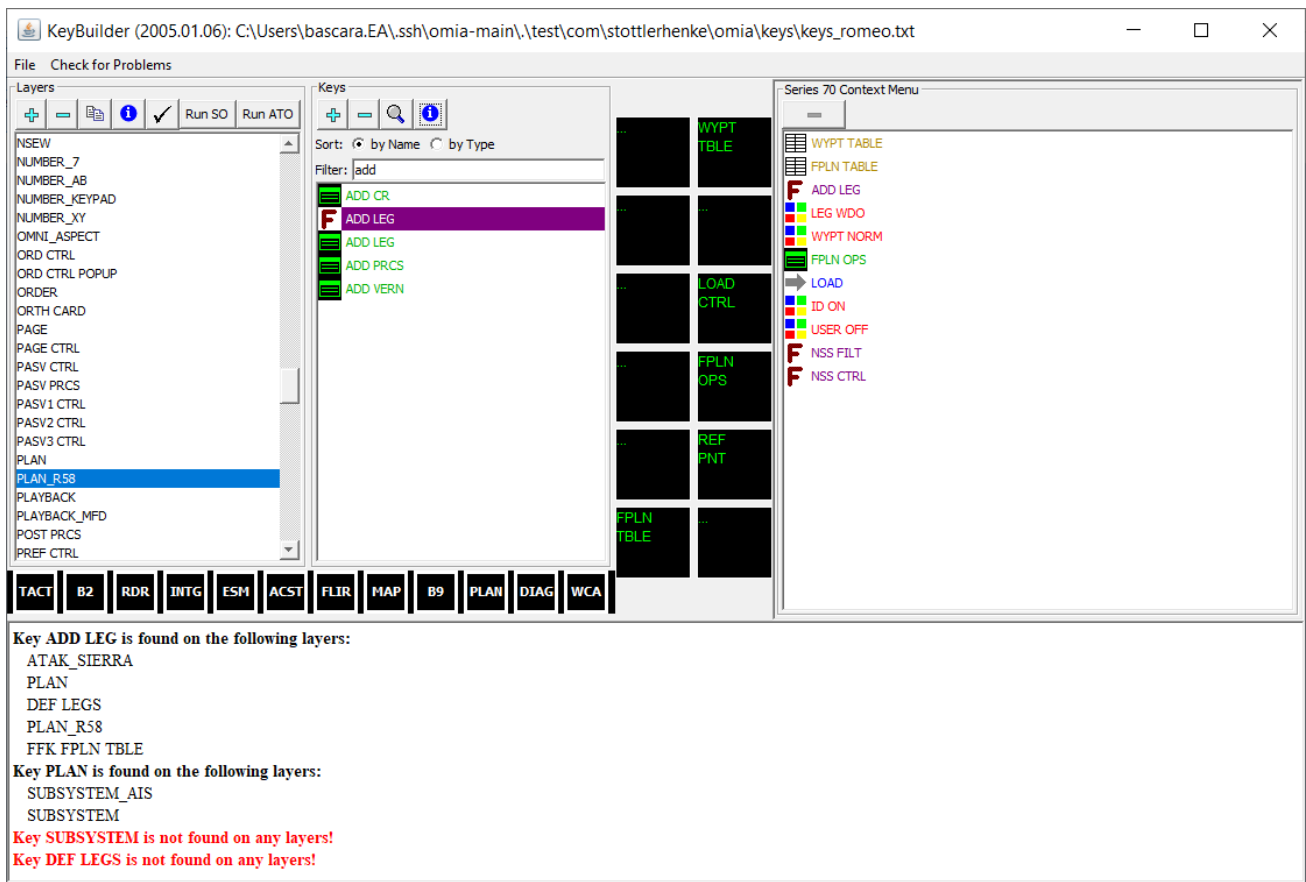 KeyBuilder (2005.01.06): C:\Users\bascara.EA\.ssh\omia-main\.\test\com\stottlerhenke\omia\keys\keys_romeo.txt
File Check for Problems
Layers
Run SO Run ATO
NSEW
NUMBER_7
NUMBER_AB
NUMBER_KEYPAD
NUMBER_XY
OMNI_ASPECT
ORD CTRL
ORD CTRL POPUP
ORDER
ORTH CARD
PAGE
PAGE CTRL
PASV CTRL
PASV PRCS
PASV1 CTRL
PASV2 CTRL
PASV3 CTRL
PLAN
PLAN_R58
PLAYBACK
PLAYBACK_MFD
POST PRCS
PREF CTRL
Keys
Sort: by Name by Type
Filter: add
ADD CR
F ADD LEG
ADD LEG
ADD PRCS
ADD VERN
...
WYPT
TBLE
...
...
...
LOAD
CTRL
...
FPLN
OPS
...
REF
PNT
FPLN
TBLE
...
Series 70 Context Menu
WYPT TABLE
FPLN TABLE
F ADD LEG
LEG WDO
WYPT NORM
FPLN OPS
LOAD
ID ON
USER OFF
F NSS FILT
F NSS CTRL
TACT B2 RDR INTG ESM ACST FLIR MAP B9 PLAN DIAG WCA
Key ADD LEG is found on the following layers:
ATAK_SIERRA
PLAN
DEF LEGS
PLAN_R58
FFK FPLN TBLE
Key PLAN is found on the following layers:
SUBSYSTEM_AIS
SUBSYSTEM
Key SUBSYSTEM is not found on any layers!
Key DEF LEGS is not found on any layers!